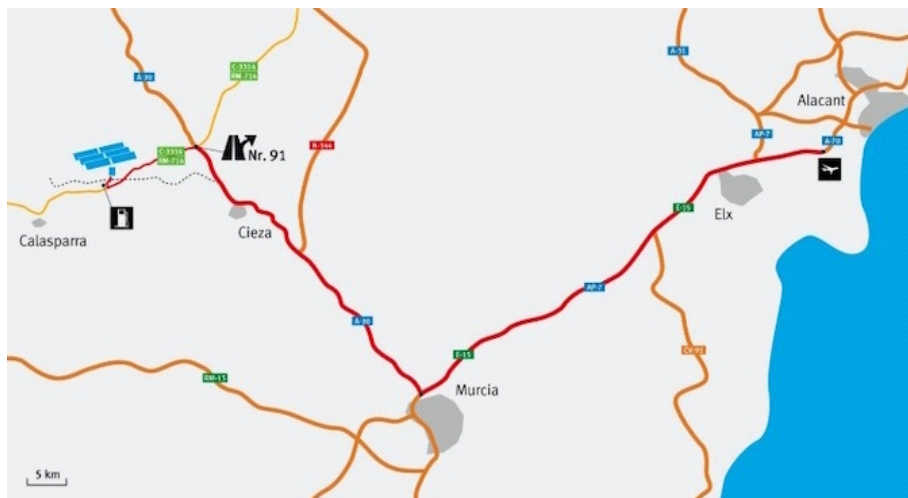 A-31
C-3314
RM-714
A-30
Alacant
AP-7
A-70
N-344
C-3314
RM-714
Nr. 91
E-15
Elx
Calasparra
Cieza
AP-7
A-30
CV-91
E-15
RM-15
Murcia
5 km